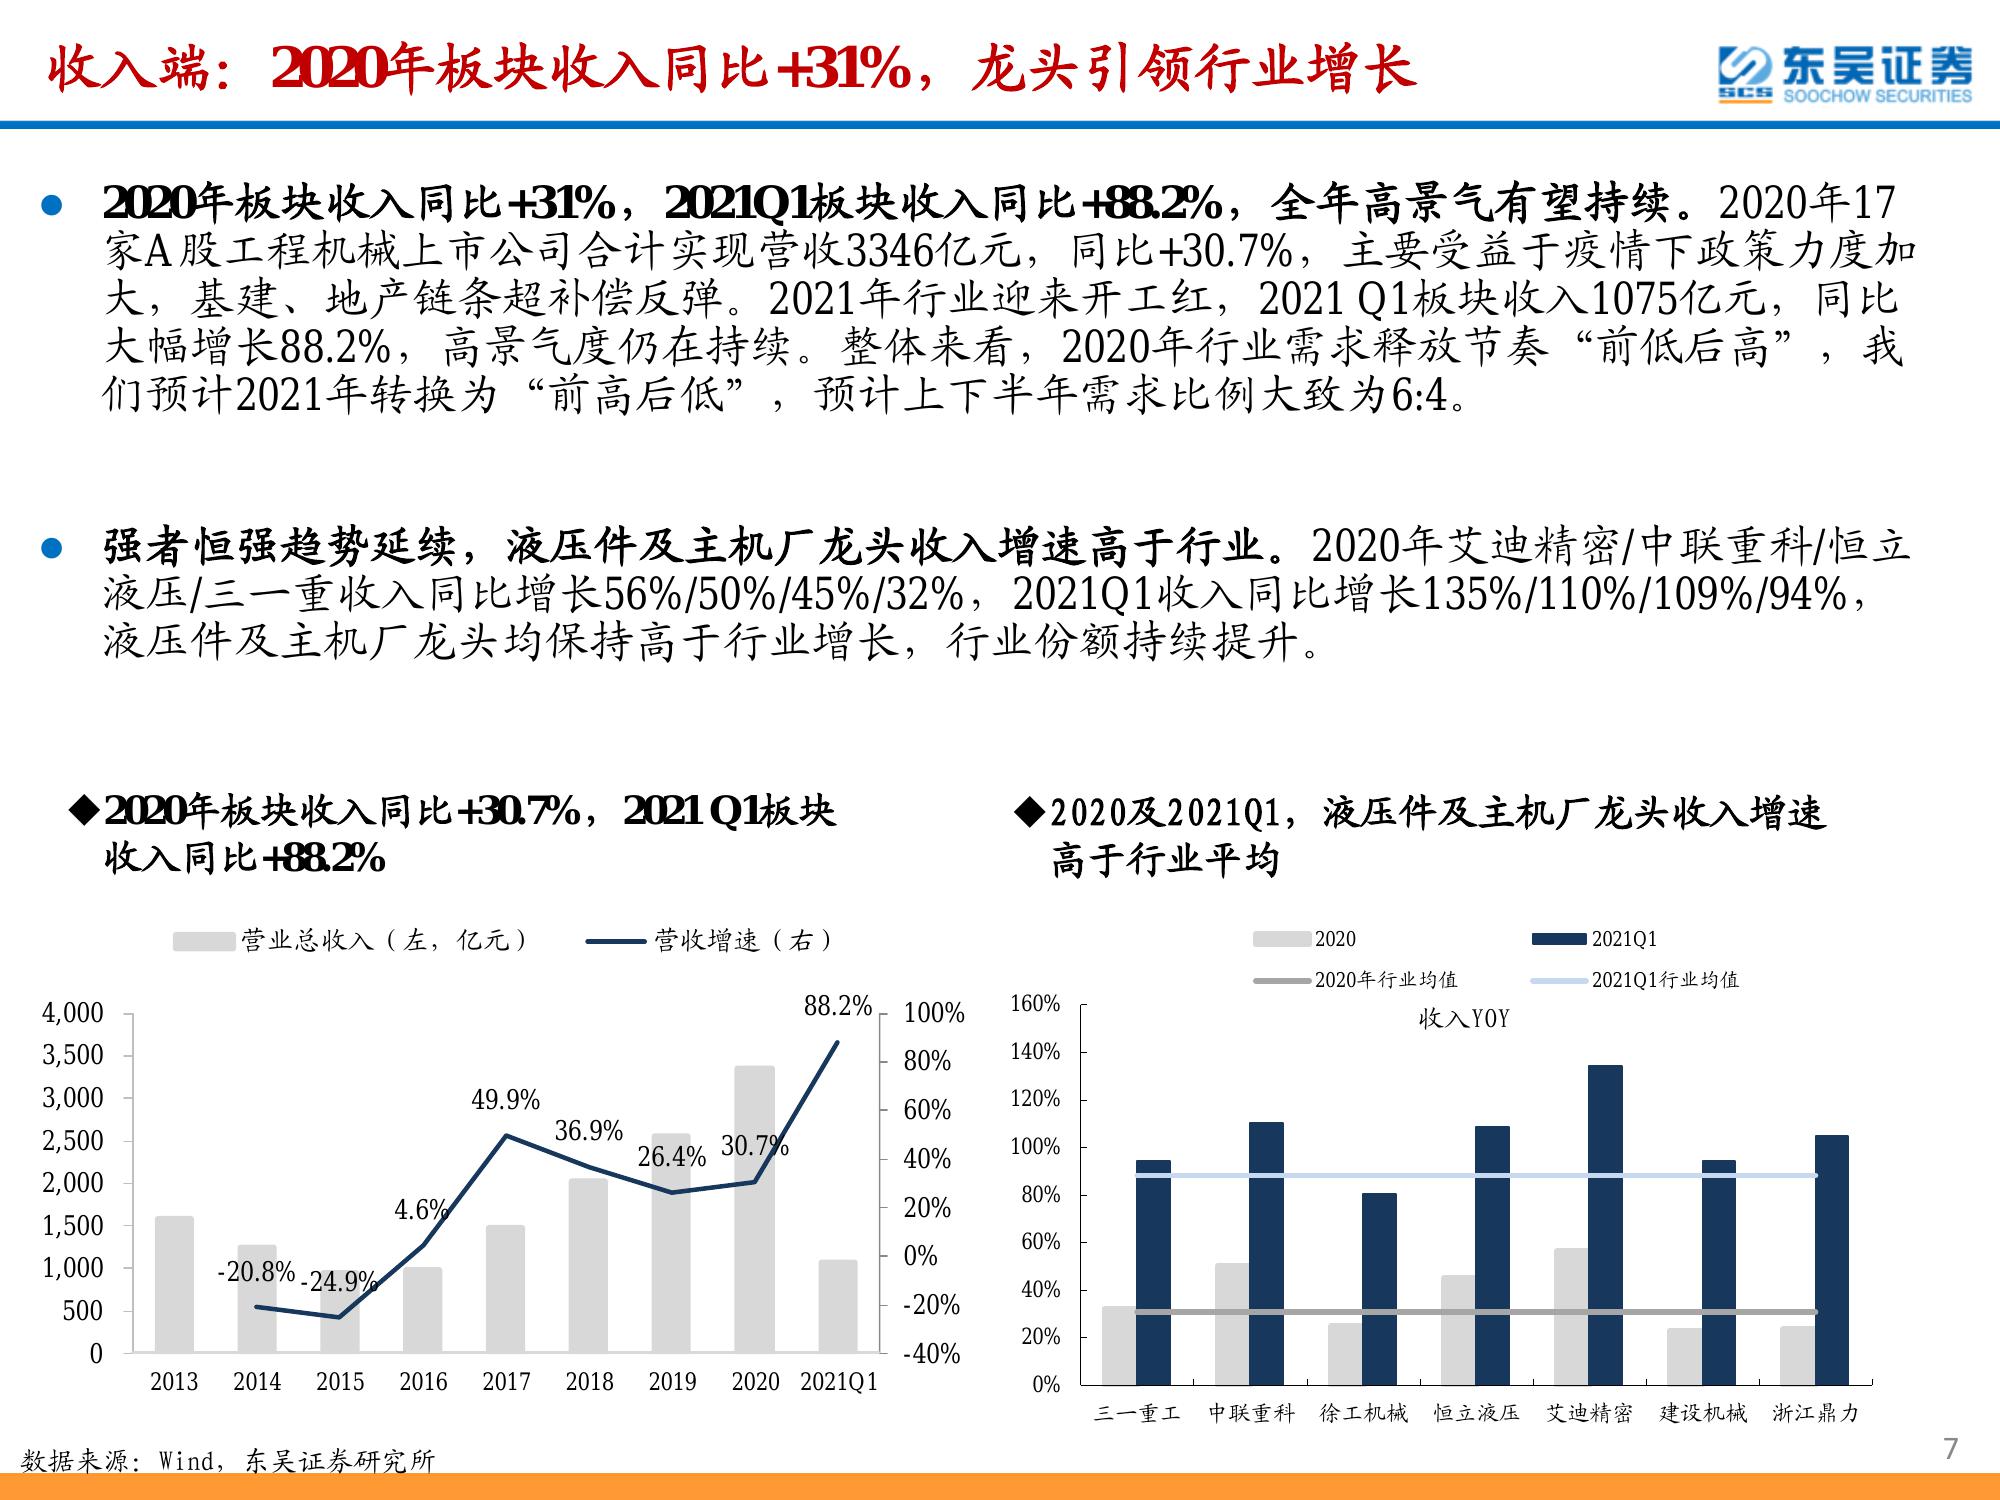 收入端：2020年板块收入同比+31%，龙头引领行业增长
东吴证券
SCS
SOOCHOW SECURITIES
● 2020年板块收入同比+31%，2021Q1板块收入同比+88.2%，全年高景气有望持续。2020年17
家A股工程机械上市公司合计实现营收3346亿元，同比+30.7%，主要受益于疫情下政策力度加
大，基建、地产链条超补偿反弹。2021年行业迎来开工红，2021 Q1板块收入1075亿元，同比
大幅增长88.2%，高景气度仍在持续。整体来看，2020年行业需求释放节奏“前低后高”，我
们预计2021年转换为“前高后低”，预计上下半年需求比例大致为6:4。
● 强者恒强趋势延续，液压件及主机厂龙头收入增速高于行业。2020年艾迪精密/中联重科/恒立
液压/三一重收入同比增长56%/50%/45%/32%，2021Q1收入同比增长135%/110%/109%/94%，
液压件及主机厂龙头均保持高于行业增长，行业份额持续提升。
◆2020年板块收入同比+30.7%，2021 Q1板块
收入同比+88.2%
营业总收入（左，亿元）
营收增速（右）
4,000
3,500
3,000
2,500
2,000
1,500
1,000
500
0
-20.8%
-24.9%
4.6%
49.9%
36.9%
26.4%
30.7%
88.2%
100%
80%
60%
40%
20%
0%
-20%
-40%
2013 2014 2015 2016 2017 2018 2019 2020 2021Q1
◆2020及2021Q1，液压件及主机厂龙头收入增速
高于行业平均
2020
2021Q1
2020年行业均值
2021Q1行业均值
收入YOY
160%
140%
120%
100%
80%
60%
40%
20%
0%
三一重工 中联重科 徐工机械 恒立液压 艾迪精密 建设机械 浙江鼎力
数据来源：Wind，东吴证券研究所
7